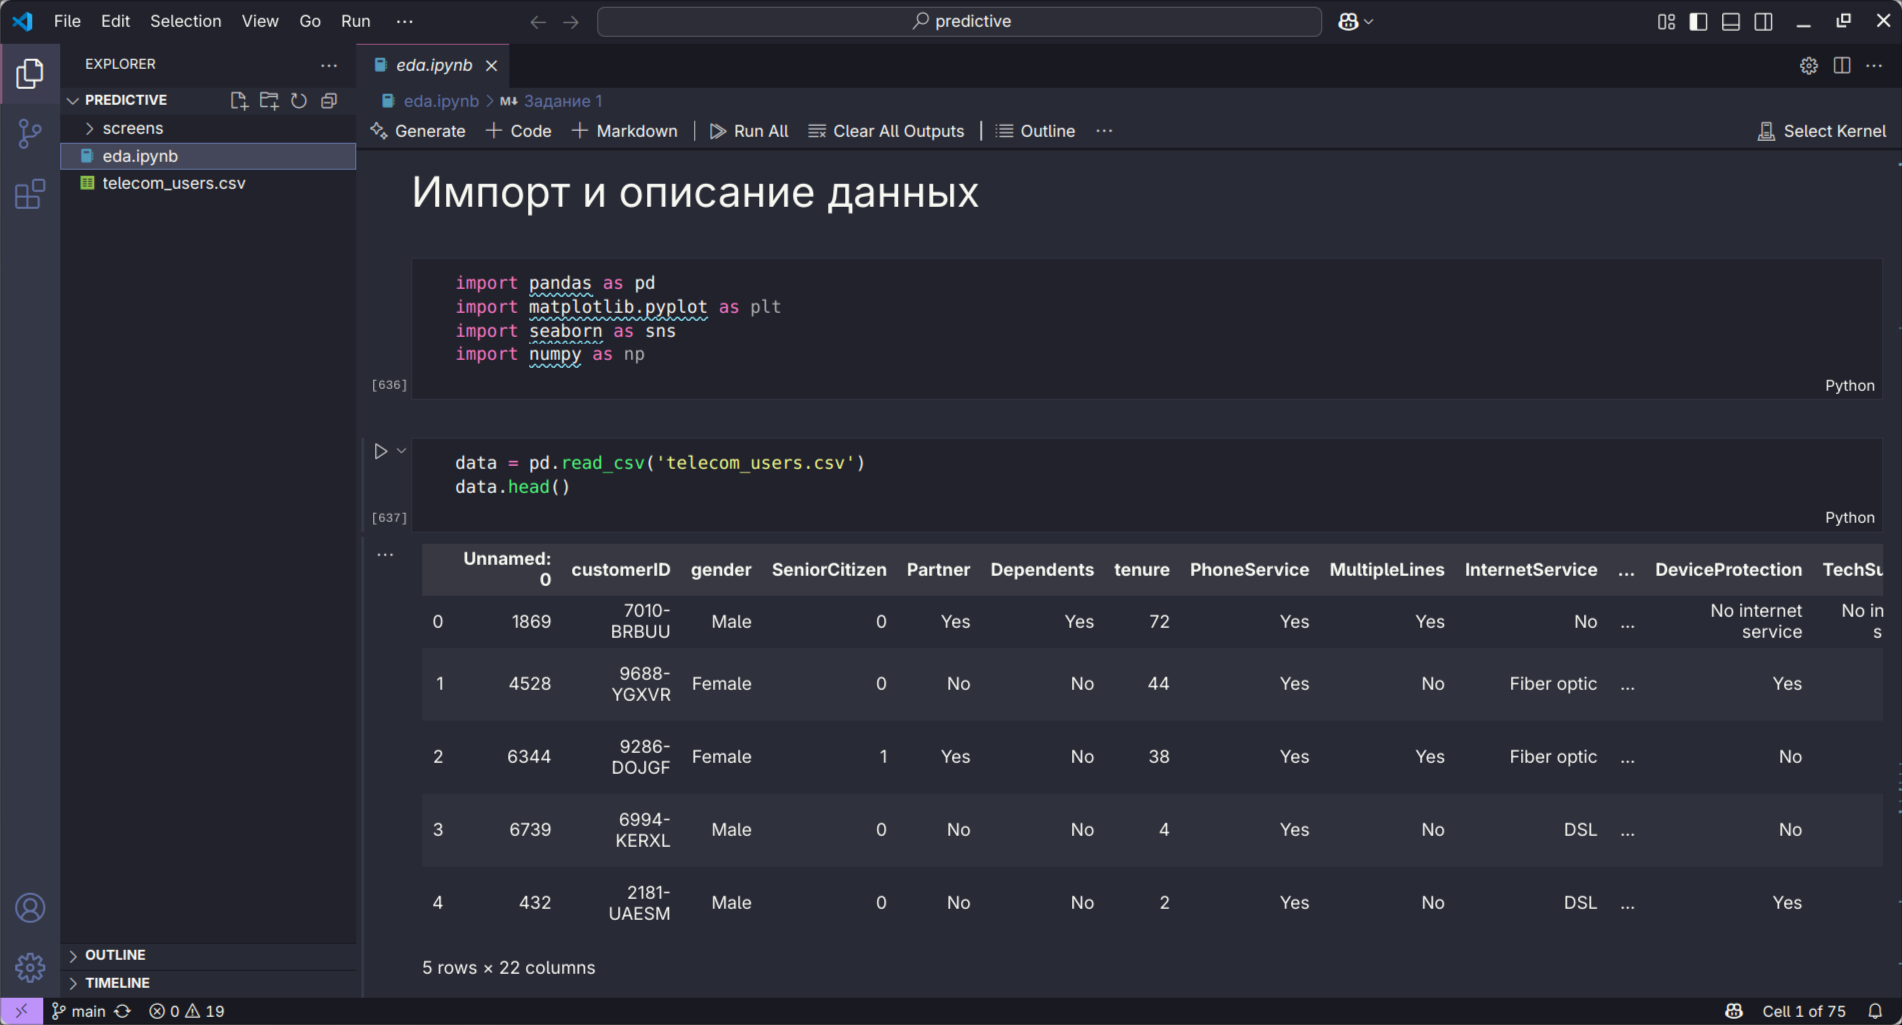 File Edit Selection View Go Run ···
predictive
EXPLORER
PREDICTIVE
screens
eda.ipynb
telecom_users.csv
OUTLINE
TIMELINE
eda.ipynb
eda.ipynb > M↓ Задание 1
Generate + Code + Markdown | Run All Clear All Outputs | Outline ··· Select Kernel
Импорт и описание данных
import pandas as pd
import matplotlib.pyplot as plt
import seaborn as sns
import numpy as np
[636] Python
data = pd.read_csv('telecom_users.csv')
data.head()
[637] Python
Unnamed: 0 customerID gender SeniorCitizen Partner Dependents tenure PhoneService MultipleLines InternetService ... DeviceProtection TechSu
0 1869 7010-BRBUU Male 0 Yes Yes 72 Yes Yes No ... No internet service No in s
1 4528 9688-YGXVR Female 0 No No 44 Yes No Fiber optic ... Yes
2 6344 9286-DOJGF Female 1 Yes No 38 Yes Yes Fiber optic ... No
3 6739 6994-KERXL Male 0 No No 4 Yes No DSL ... No
4 432 2181-UAESM Male 0 No No 2 Yes No DSL ... Yes
5 rows × 22 columns
main 0 19 Cell 1 of 75